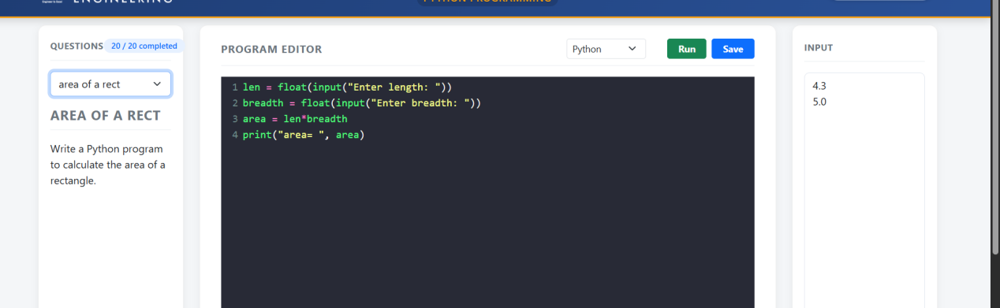 ENGINEERING
PYTHON PROGRAMMING
QUESTIONS 20 / 20 completed
area of a rect
AREA OF A RECT
Write a Python program
to calculate the area of a
rectangle.
PROGRAM EDITOR
Python
Run
Save
1 len = float(input("Enter length: "))
2 breadth = float(input("Enter breadth: "))
3 area = len*breadth
4 print("area= ", area)
INPUT
4.3
5.0